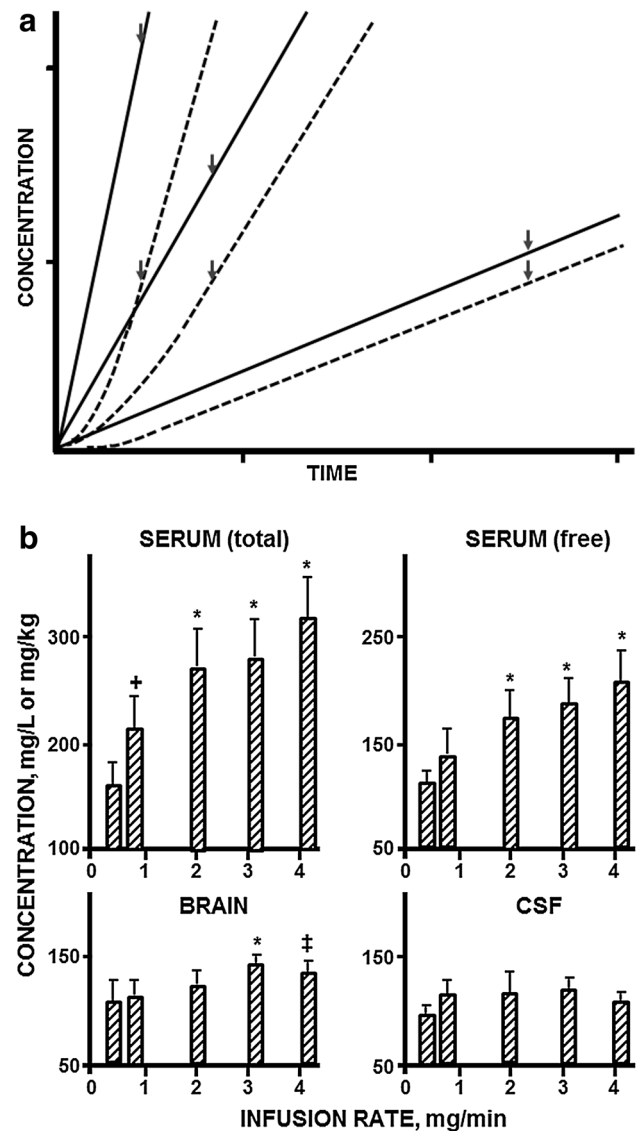 a
CONCENTRATION
TIME
b
SERUM (total)
SERUM (free)
CONCENTRATION, mg/L or mg/kg
300
200
100
+
*
*
*
0 1 2 3 4
250
150
50
*
*
*
0 1 2 3 4
BRAIN
CSF
150
50
*
‡
0 1 2 3 4
150
50
0 1 2 3 4
INFUSION RATE, mg/min